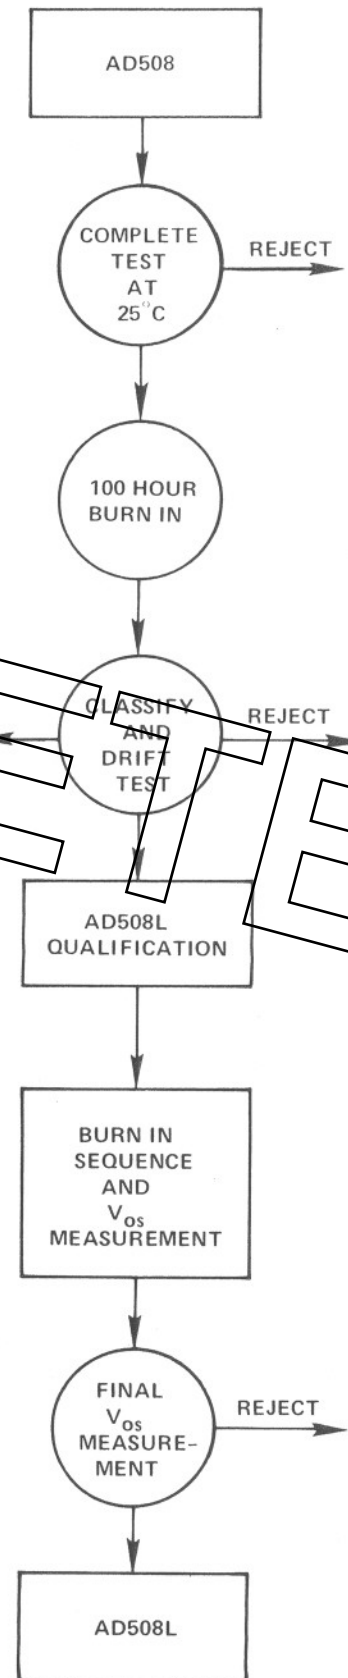 AD508
COMPLETE
TEST
AT
25°C
REJECT
100 HOUR
BURN IN
CLASSIFY
AND
DRIFT
TEST
REJECT
AD508L
QUALIFICATION
BURN IN
SEQUENCE
AND
Vos
MEASUREMENT
FINAL
Vos
MEASURE-
MENT
REJECT
AD508L